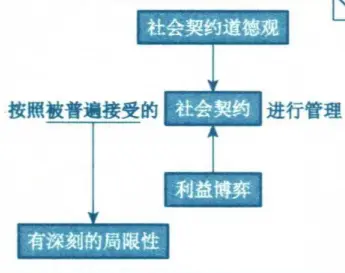 社会契约道德观
按照被普遍接受的 社会契约 进行管理
利益博弈
有深刻的局限性